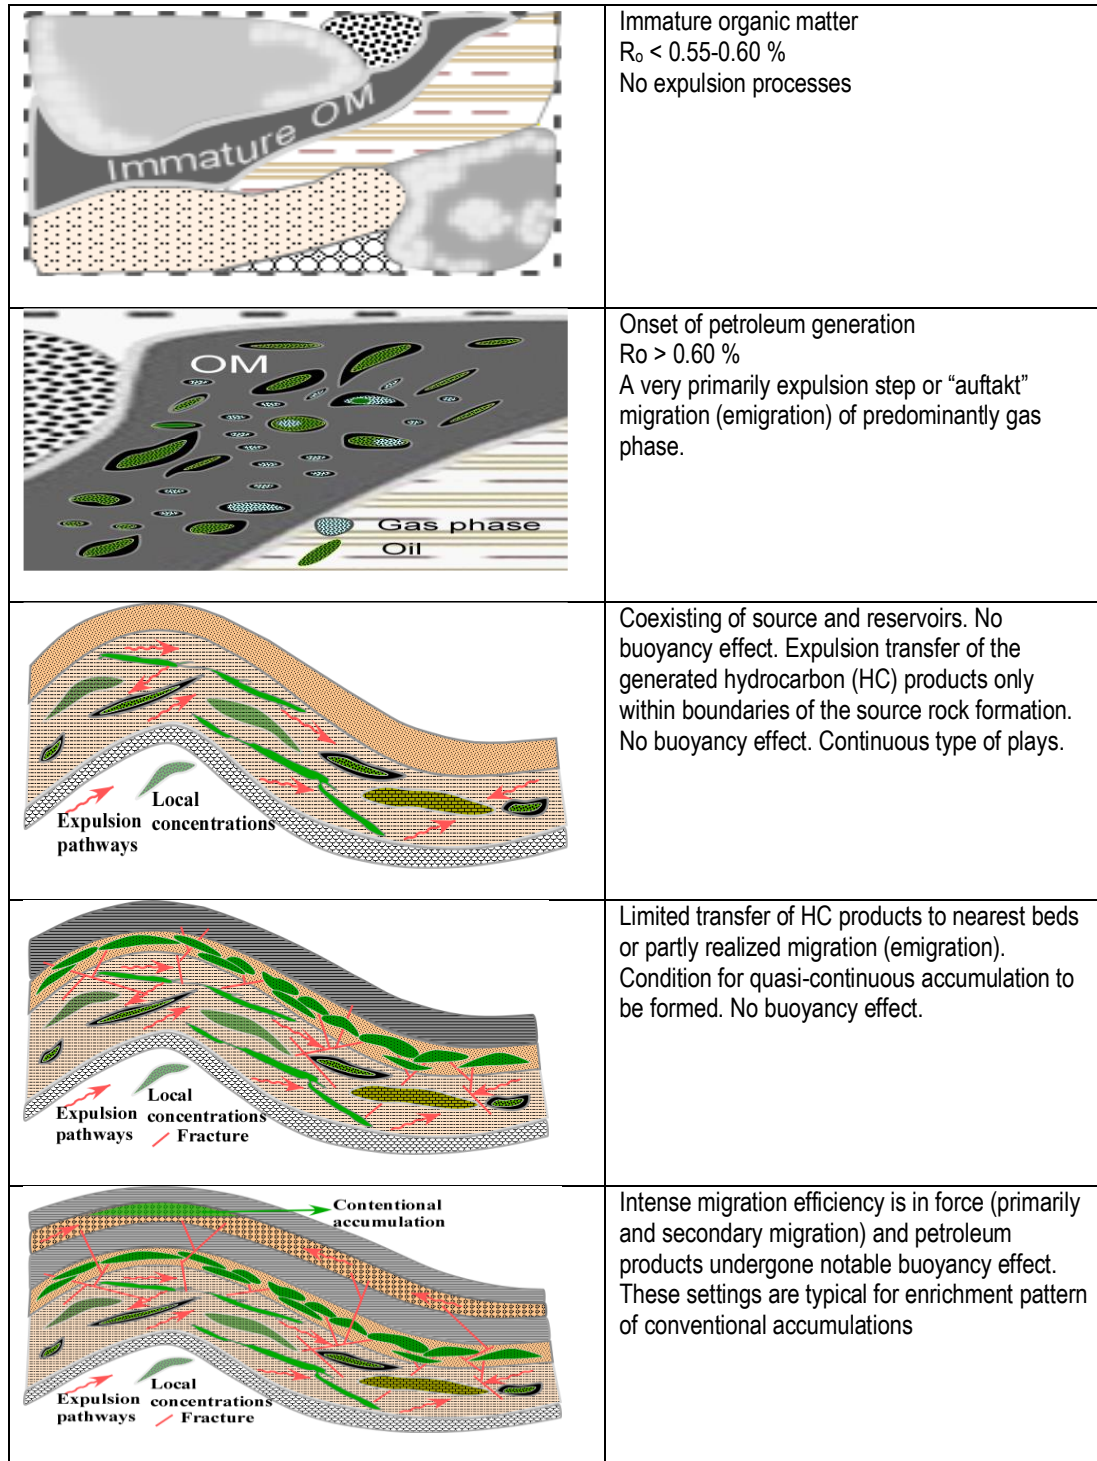 Immature OM
Immature organic matter
Rₒ < 0.55-0.60 %
No expulsion processes
OM
Gas phase
Oil
Onset of petroleum generation
Ro > 0.60 %
A very primarily expulsion step or “auftakt”
migration (emigration) of predominantly gas
phase.
Expulsion
pathways
Local
concentrations
Coexisting of source and reservoirs. No
buoyancy effect. Expulsion transfer of the
generated hydrocarbon (HC) products only
within boundaries of the source rock formation.
No buoyancy effect. Continuous type of plays.
Expulsion
pathways
Local
concentrations
Fracture
Limited transfer of HC products to nearest beds
or partly realized migration (emigration).
Condition for quasi-continuous accumulation to
be formed. No buoyancy effect.
Contentional
accumulation
Expulsion
pathways
Local
concentrations
Fracture
Intense migration efficiency is in force (primarily
and secondary migration) and petroleum
products undergone notable buoyancy effect.
These settings are typical for enrichment pattern
of conventional accumulations